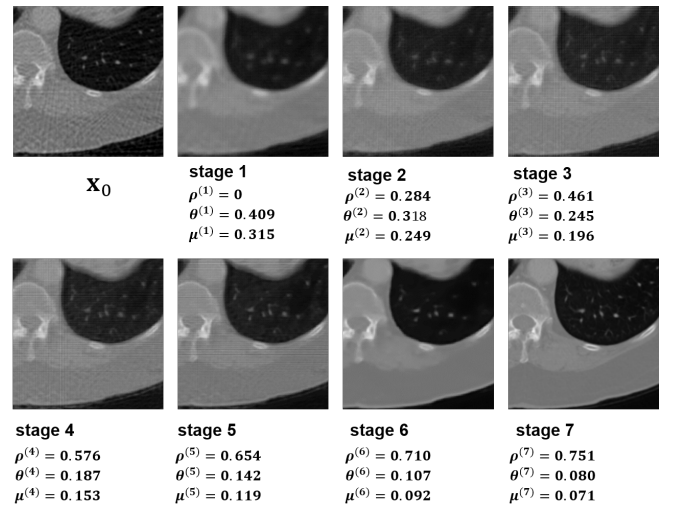 x₀
stage 1
ρ⁽¹⁾ = 0
θ⁽¹⁾ = 0.409
μ⁽¹⁾ = 0.315
stage 2
ρ⁽²⁾ = 0.284
θ⁽²⁾ = 0.318
μ⁽²⁾ = 0.249
stage 3
ρ⁽³⁾ = 0.461
θ⁽³⁾ = 0.245
μ⁽³⁾ = 0.196
stage 4
ρ⁽⁴⁾ = 0.576
θ⁽⁴⁾ = 0.187
μ⁽⁴⁾ = 0.153
stage 5
ρ⁽⁵⁾ = 0.654
θ⁽⁵⁾ = 0.142
μ⁽⁵⁾ = 0.119
stage 6
ρ⁽⁶⁾ = 0.710
θ⁽⁶⁾ = 0.107
μ⁽⁶⁾ = 0.092
stage 7
ρ⁽⁷⁾ = 0.751
θ⁽⁷⁾ = 0.080
μ⁽⁷⁾ = 0.071